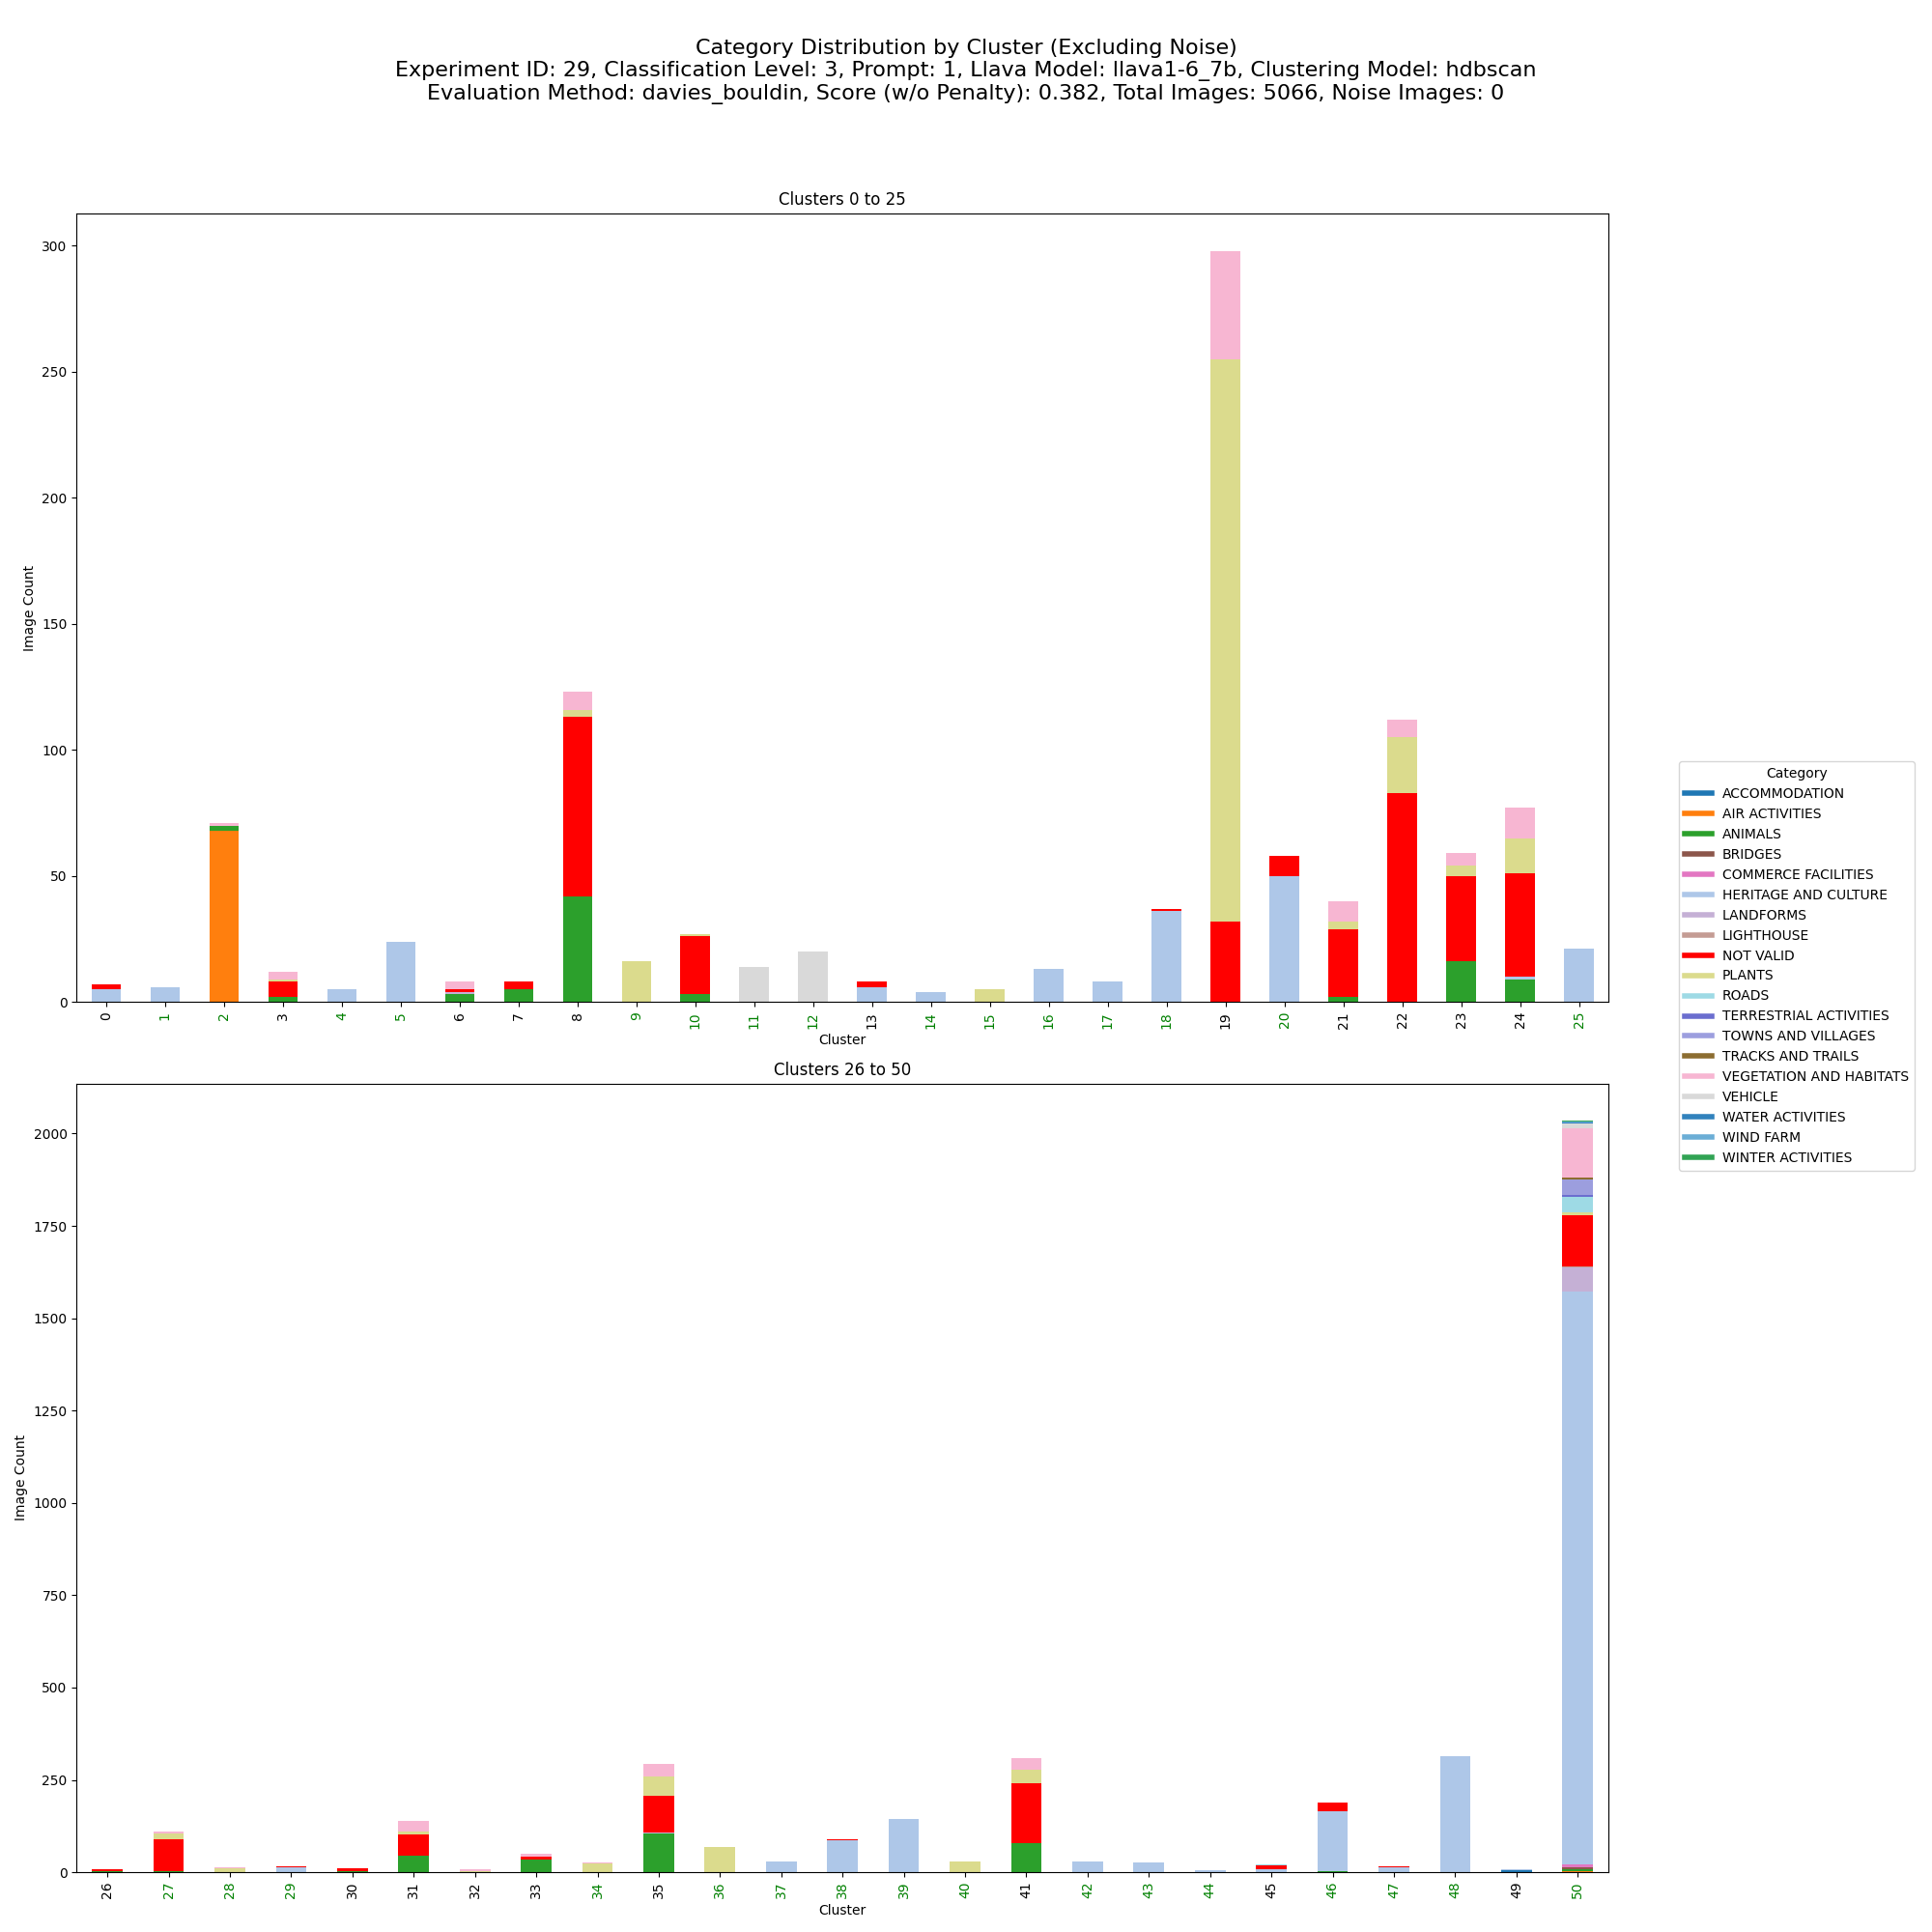 Category Distribution by Cluster (Excluding Noise)
Experiment ID: 29, Classification Level: 3, Prompt: 1, Llava Model: llava1-6_7b, Clustering Model: hdbscan
Evaluation Method: davies_bouldin, Score (w/o Penalty): 0.382, Total Images: 5066, Noise Images: 0
Clusters 0 to 25
300
250
200
150
100
50
0
Image Count
0 1 2 3 4 5 6 7 8 9 10 11 12 13 14 15 16 17 18 19 20 21 22 23 24 25
Cluster
Category
ACCOMMODATION
AIR ACTIVITIES
ANIMALS
BRIDGES
COMMERCE FACILITIES
HERITAGE AND CULTURE
LANDFORMS
LIGHTHOUSE
NOT VALID
PLANTS
ROADS
TERRESTRIAL ACTIVITIES
TOWNS AND VILLAGES
TRACKS AND TRAILS
VEGETATION AND HABITATS
VEHICLE
WATER ACTIVITIES
WIND FARM
WINTER ACTIVITIES
Clusters 26 to 50
2000
1750
1500
1250
1000
750
500
250
0
Image Count
26 27 28 29 30 31 32 33 34 35 36 37 38 39 40 41 42 43 44 45 46 47 48 49 50
Cluster